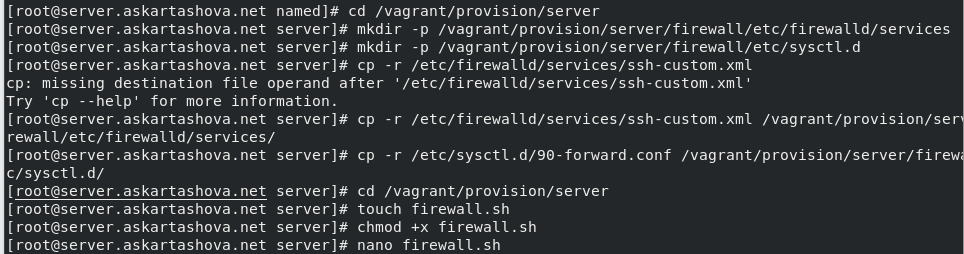 [root@server.askartashova.net named]# cd /vagrant/provision/server
[root@server.askartashova.net server]# mkdir -p /vagrant/provision/server/firewall/etc/firewalld/services
[root@server.askartashova.net server]# mkdir -p /vagrant/provision/server/firewall/etc/sysctl.d
[root@server.askartashova.net server]# cp -r /etc/firewalld/services/ssh-custom.xml
cp: missing destination file operand after '/etc/firewalld/services/ssh-custom.xml'
Try 'cp --help' for more information.
[root@server.askartashova.net server]# cp -r /etc/firewalld/services/ssh-custom.xml /vagrant/provision/serv
rewall/etc/firewalld/services/
[root@server.askartashova.net server]# cp -r /etc/sysctl.d/90-forward.conf /vagrant/provision/server/firewa
c/sysctl.d/
[root@server.askartashova.net server]# cd /vagrant/provision/server
[root@server.askartashova.net server]# touch firewall.sh
[root@server.askartashova.net server]# chmod +x firewall.sh
[root@server.askartashova.net server]# nano firewall.sh